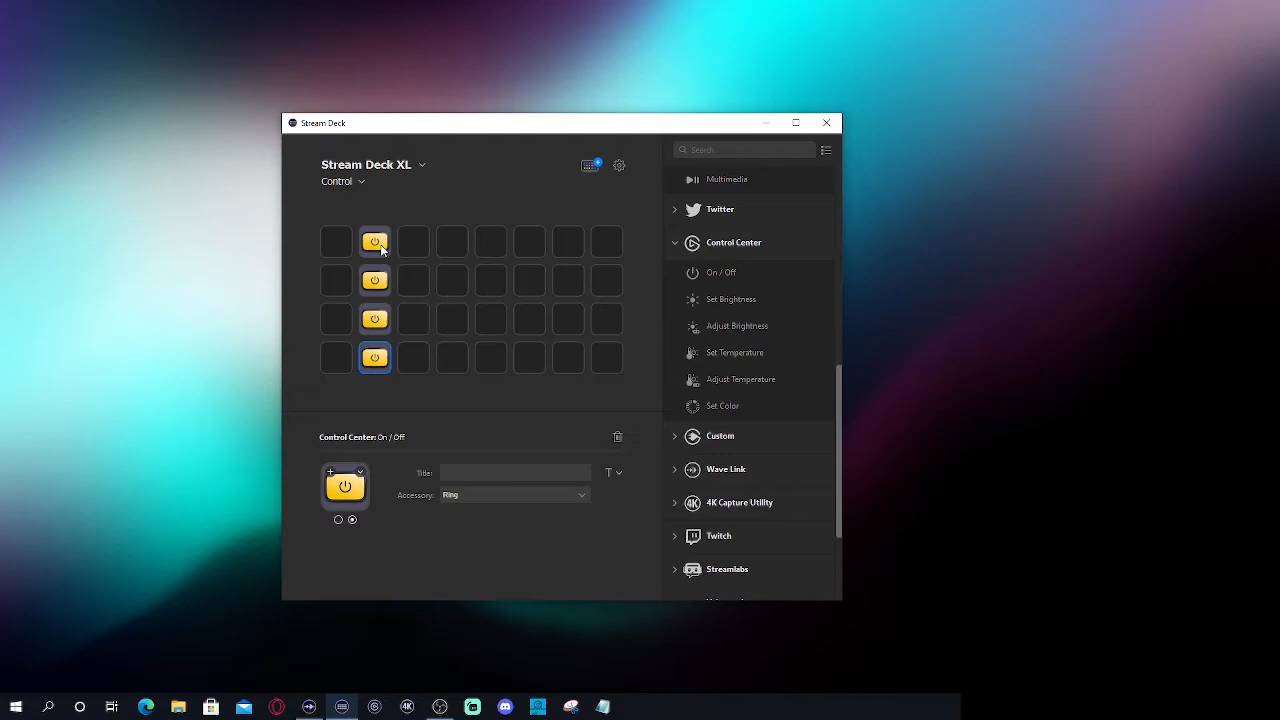 Stream Deck
Stream Deck XL
Control
Search
Multimedia
Twitter
Control Center
On / Off
Set Brightness
Adjust Brightness
Set Temperature
Adjust Temperature
Set Color
Custom
Wave Link
4K 4K Capture Utility
Twitch
Streamlabs
Control Center: On / Off
Title:
T
Accessory: Ring
4K